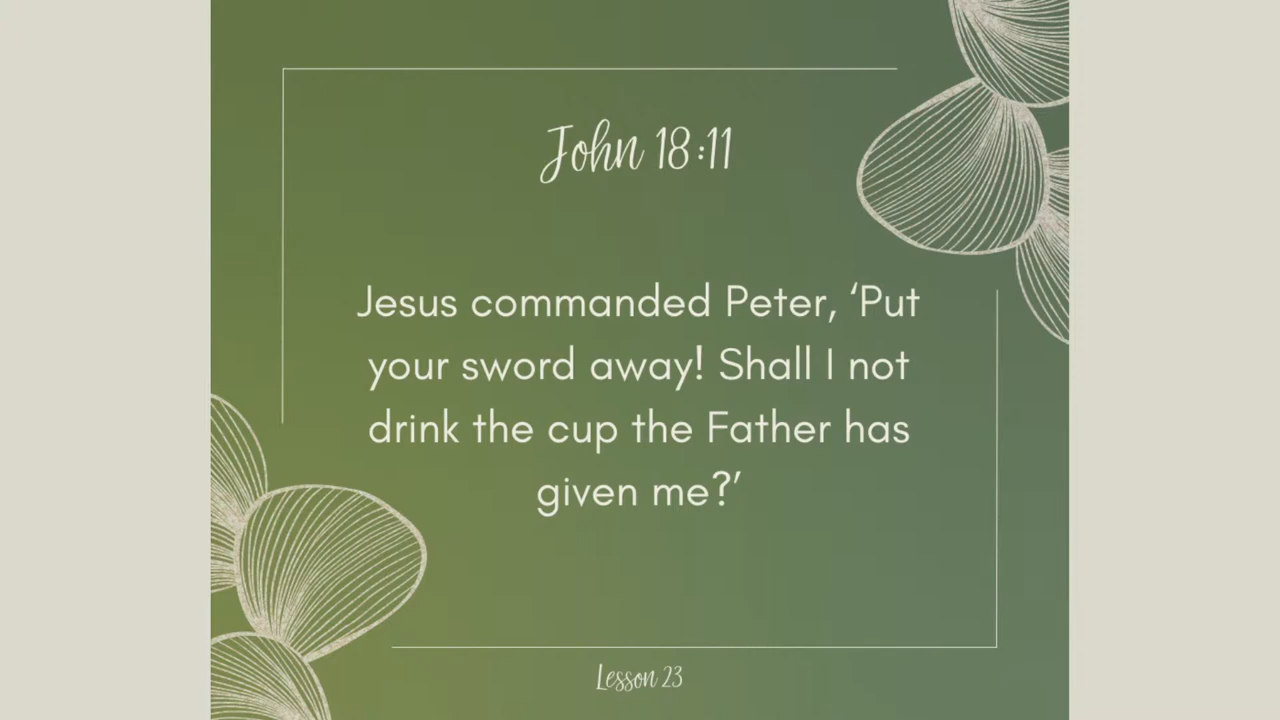 John 18:11
Jesus commanded Peter, ‘Put
your sword away! Shall I not
drink the cup the Father has
given me?’
Lesson 23